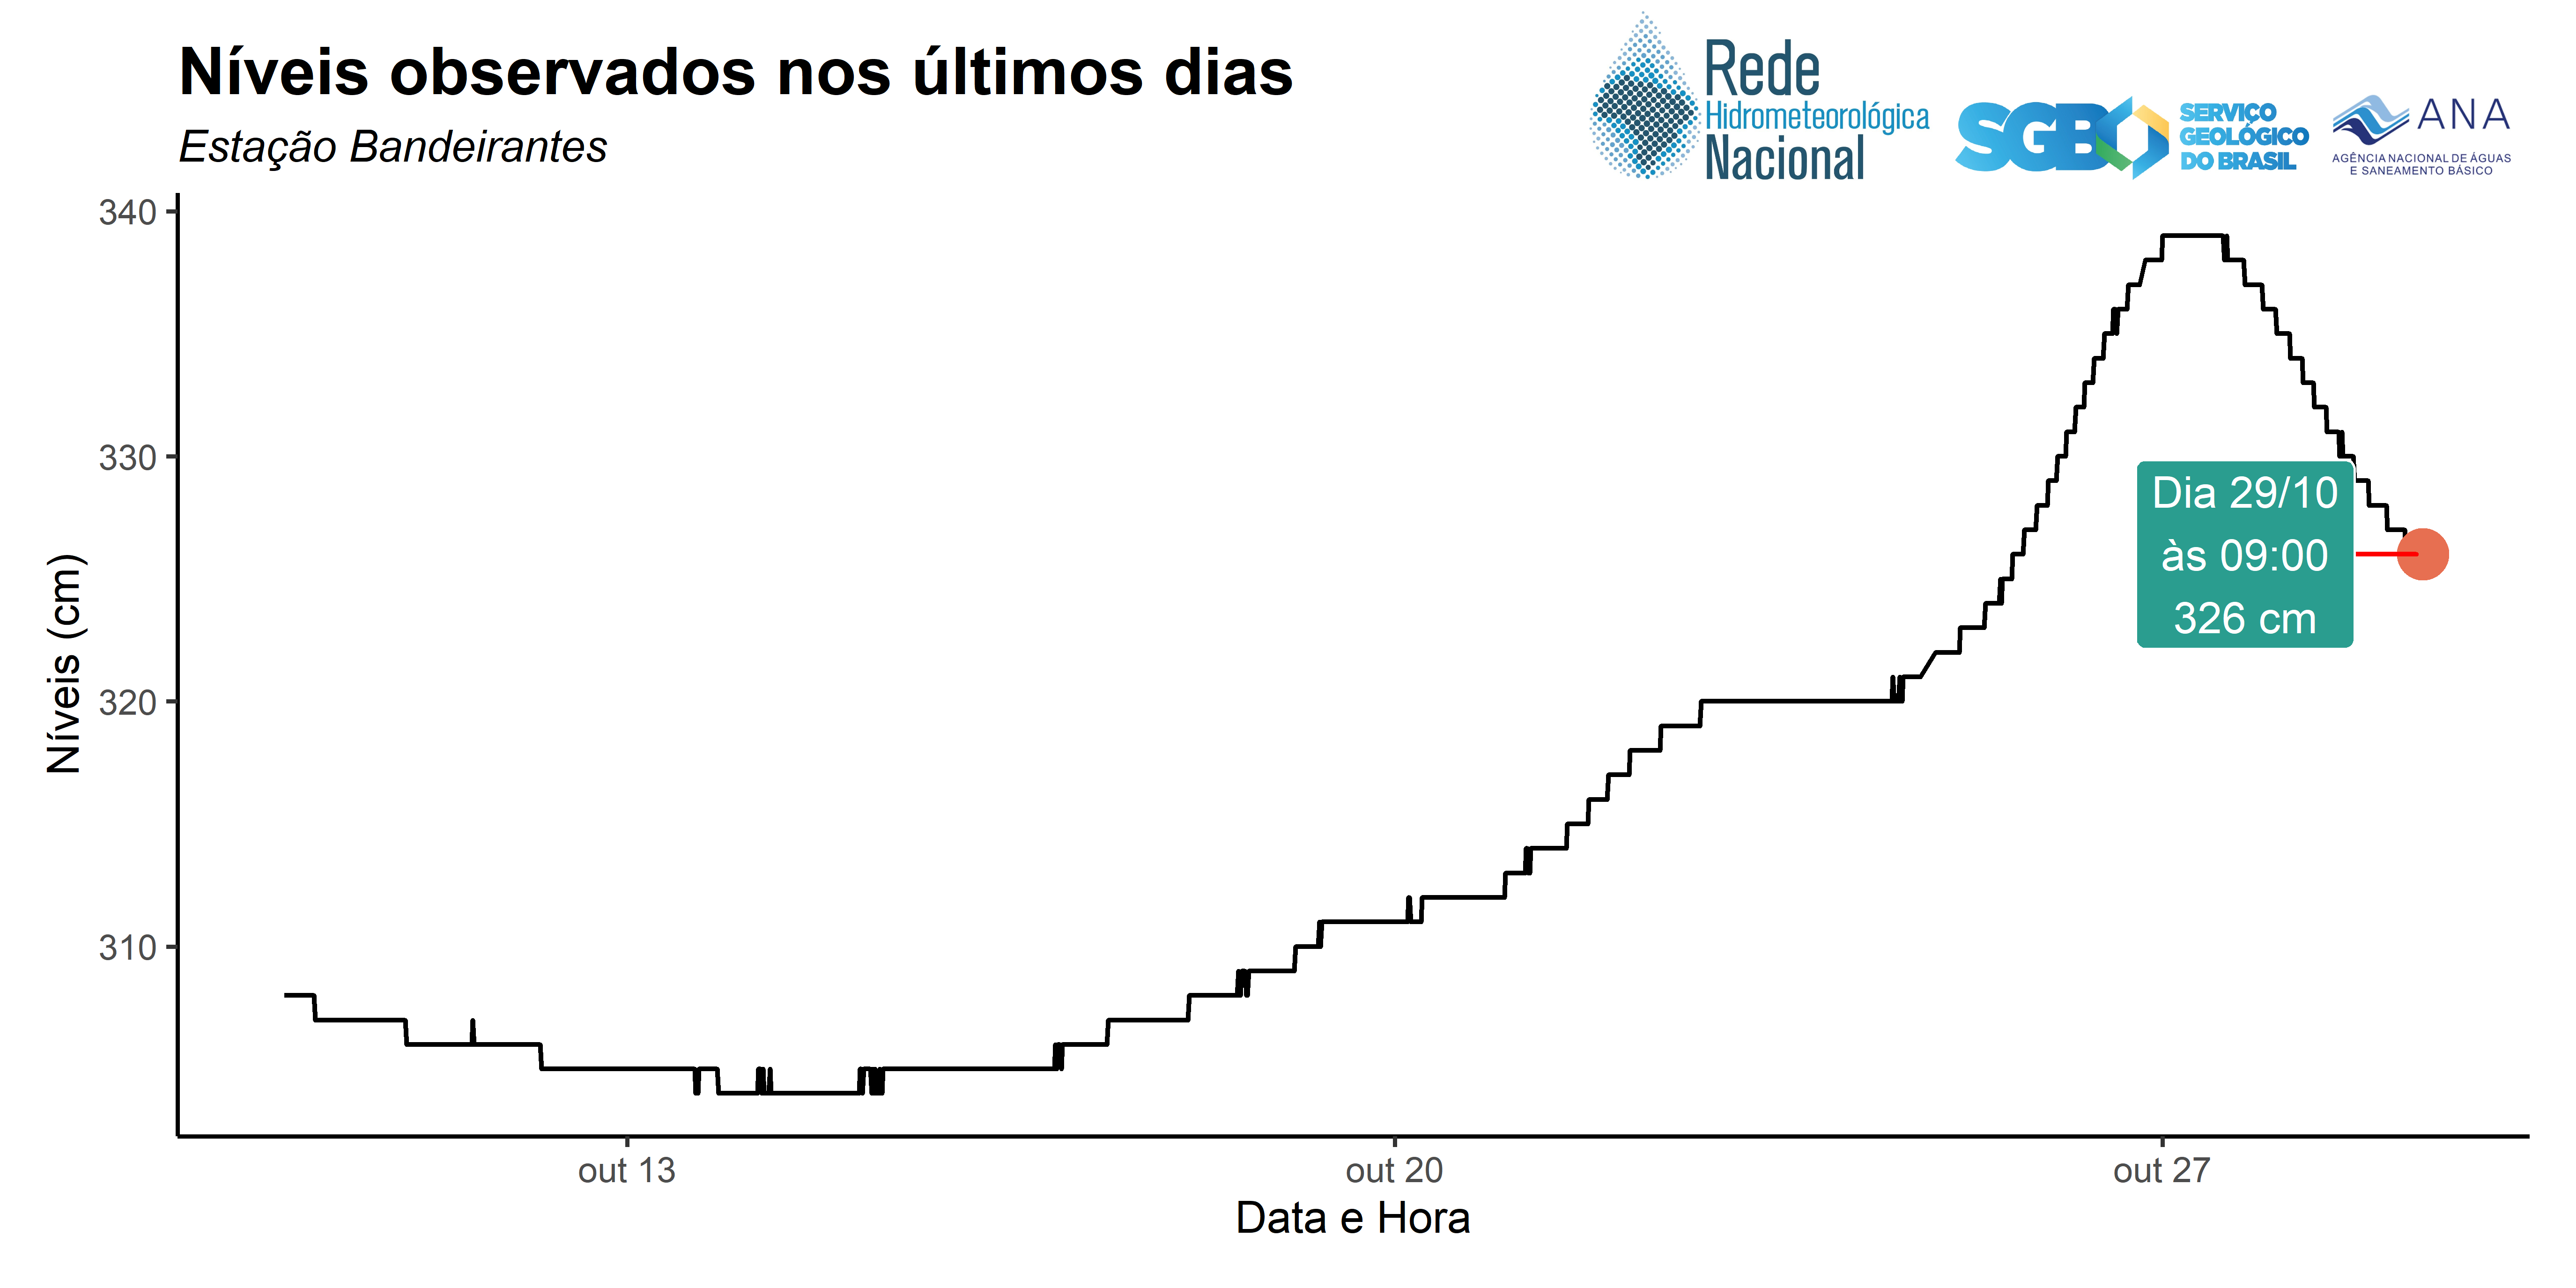 Níveis observados nos últimos dias
Estação Bandeirantes
Rede
Hidrometeorológica
Nacional
SGB
SERVIÇO
GEOLÓGICO
DO BRASIL
ANA
AGÊNCIA NACIONAL DE ÁGUAS
E SANEAMENTO BÁSICO
340
330
320
310
Níveis (cm)
Dia 29/10
às 09:00
326 cm
out 13
out 20
out 27
Data e Hora